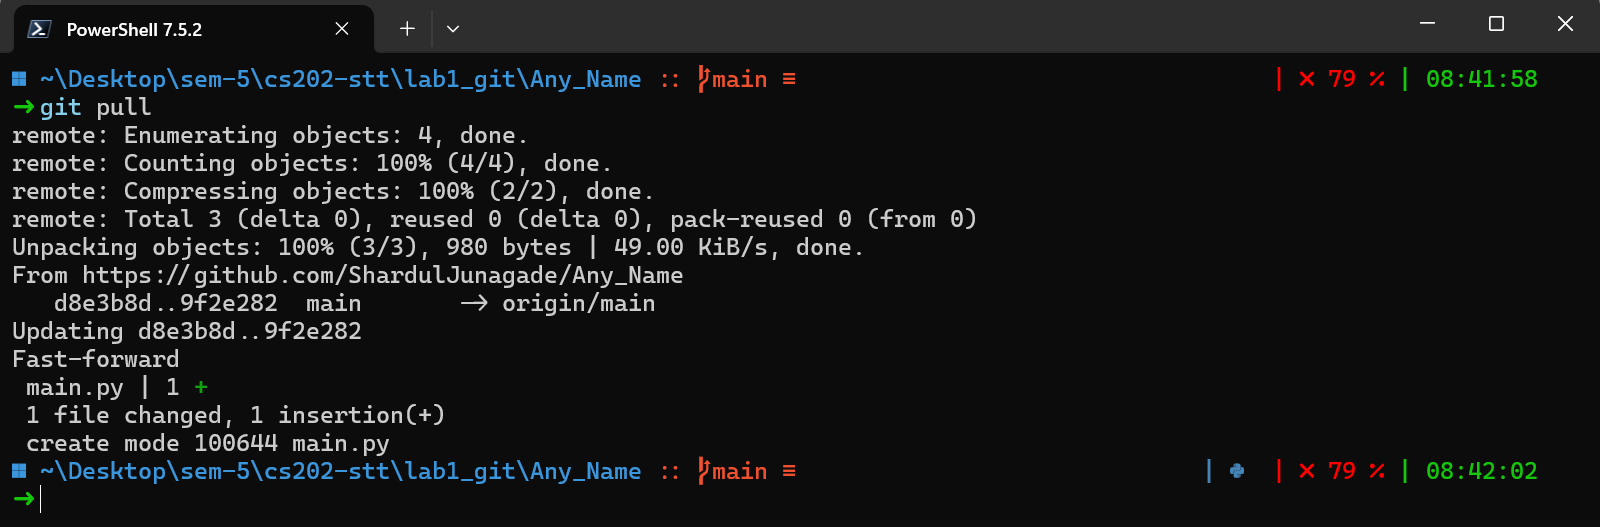 PowerShell 7.5.2
~\Desktop\sem-5\cs202-stt\lab1_git\Any_Name :: main ≡ | × 79 % | 08:41:58
→git pull
remote: Enumerating objects: 4, done.
remote: Counting objects: 100% (4/4), done.
remote: Compressing objects: 100% (2/2), done.
remote: Total 3 (delta 0), reused 0 (delta 0), pack-reused 0 (from 0)
Unpacking objects: 100% (3/3), 980 bytes | 49.00 KiB/s, done.
From https://github.com/ShardulJunagade/Any_Name
   d8e3b8d..9f2e282  main       -> origin/main
Updating d8e3b8d..9f2e282
Fast-forward
 main.py | 1 +
 1 file changed, 1 insertion(+)
 create mode 100644 main.py
~\Desktop\sem-5\cs202-stt\lab1_git\Any_Name :: main ≡ | | × 79 % | 08:42:02
→